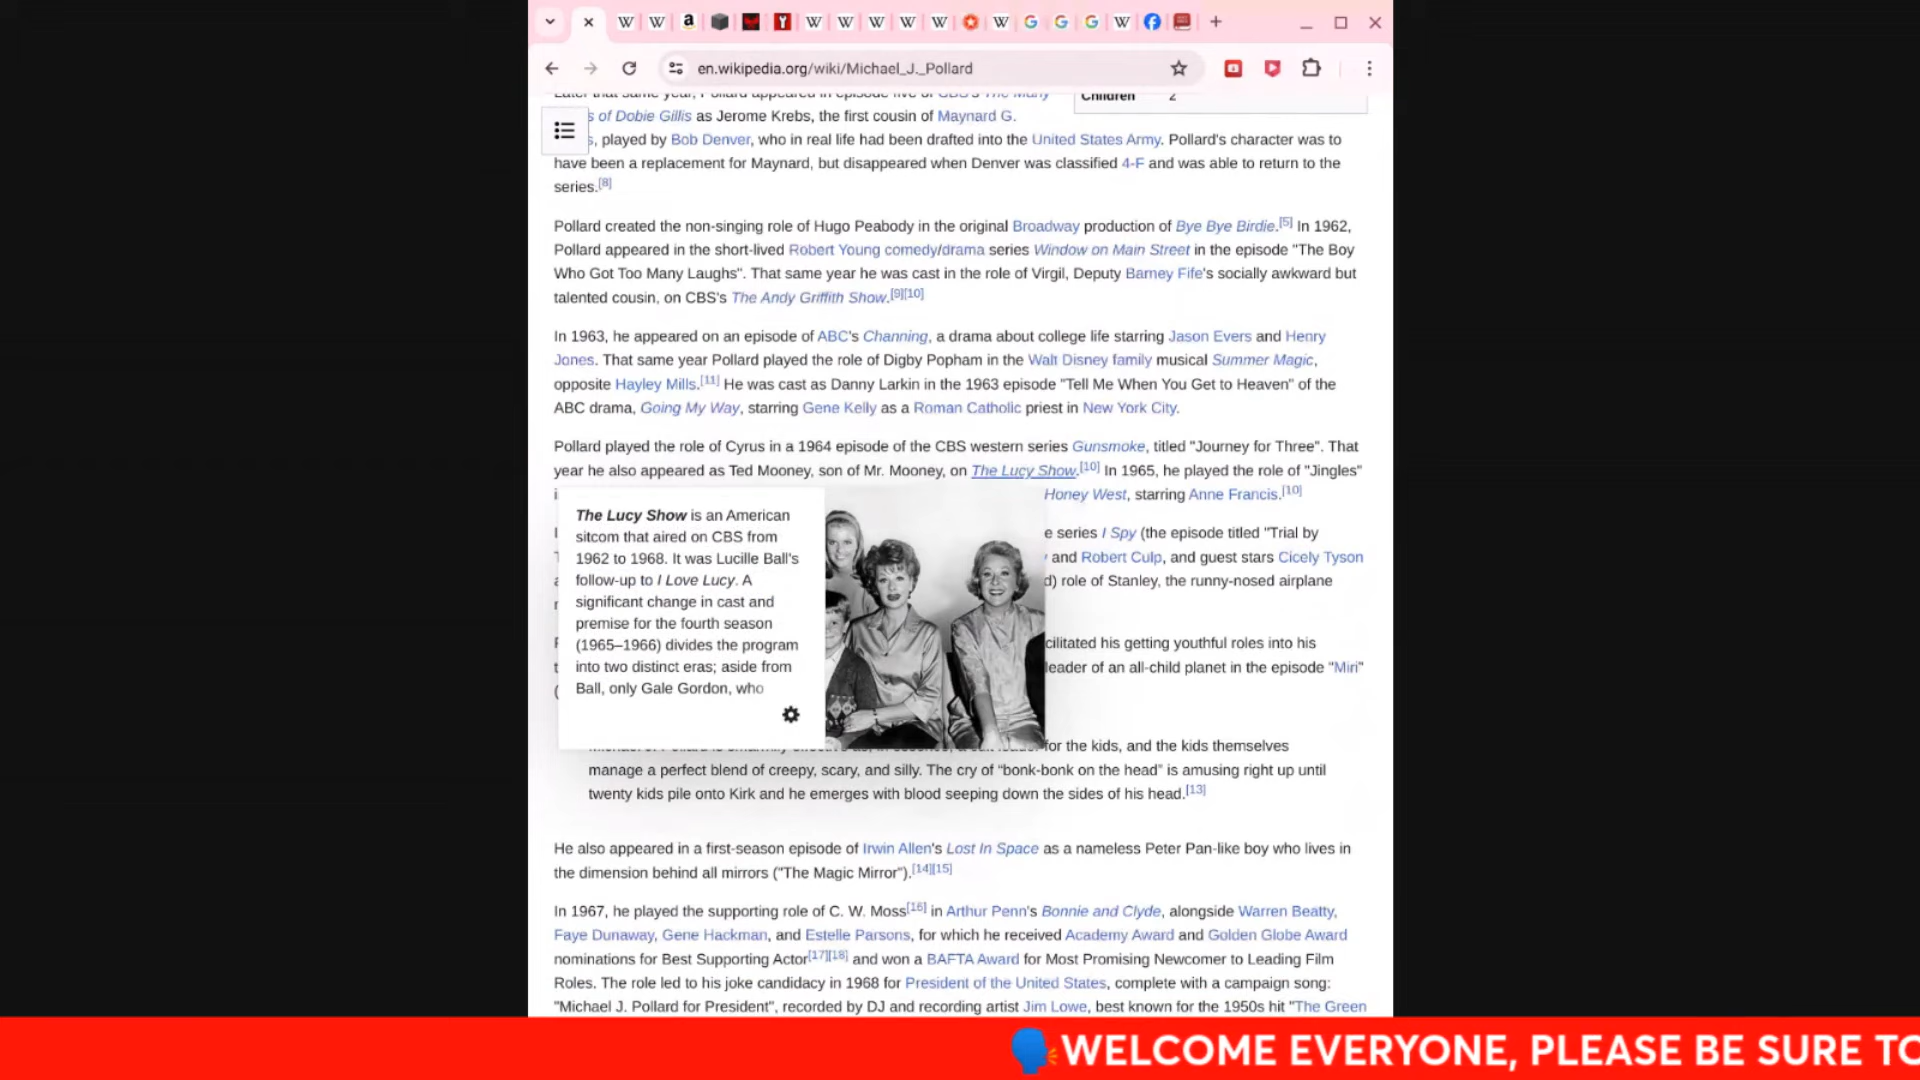 en.wikipedia.org/wiki/Michael_J._Pollard
Later that same year, Pollard appeared in episode five of CBS's The Many
Children 2
s of Dobie Gillis as Jerome Krebs, the first cousin of Maynard G.
s, played by Bob Denver, who in real life had been drafted into the United States Army. Pollard's character was to
have been a replacement for Maynard, but disappeared when Denver was classified 4-F and was able to return to the
series.[8]
Pollard created the non-singing role of Hugo Peabody in the original Broadway production of Bye Bye Birdie.[5] In 1962,
Pollard appeared in the short-lived Robert Young comedy/drama series Window on Main Street in the episode "The Boy
Who Got Too Many Laughs". That same year he was cast in the role of Virgil, Deputy Barney Fife's socially awkward but
talented cousin, on CBS's The Andy Griffith Show.[9][10]
In 1963, he appeared on an episode of ABC's Channing, a drama about college life starring Jason Evers and Henry
Jones. That same year Pollard played the role of Digby Popham in the Walt Disney family musical Summer Magic,
opposite Hayley Mills.[11] He was cast as Danny Larkin in the 1963 episode "Tell Me When You Get to Heaven" of the
ABC drama, Going My Way, starring Gene Kelly as a Roman Catholic priest in New York City.
Pollard played the role of Cyrus in a 1964 episode of the CBS western series Gunsmoke, titled "Journey for Three". That
year he also appeared as Ted Mooney, son of Mr. Mooney, on The Lucy Show.[10] In 1965, he played the role of "Jingles"
Honey West, starring Anne Francis.[10]
The Lucy Show is an American
sitcom that aired on CBS from
1962 to 1968. It was Lucille Ball's
follow-up to I Love Lucy. A
significant change in cast and
premise for the fourth season
(1965–1966) divides the program
into two distinct eras; aside from
Ball, only Gale Gordon, who
e series I Spy (the episode titled "Trial by
and Robert Culp, and guest stars Cicely Tyson
d) role of Stanley, the runny-nosed airplane
cilitated his getting youthful roles into his
leader of an all-child planet in the episode "Miri"
for the kids, and the kids themselves
manage a perfect blend of creepy, scary, and silly. The cry of “bonk-bonk on the head” is amusing right up until
twenty kids pile onto Kirk and he emerges with blood seeping down the sides of his head.[13]
He also appeared in a first-season episode of Irwin Allen's Lost In Space as a nameless Peter Pan-like boy who lives in
the dimension behind all mirrors ("The Magic Mirror").[14][15]
In 1967, he played the supporting role of C. W. Moss[16] in Arthur Penn's Bonnie and Clyde, alongside Warren Beatty,
Faye Dunaway, Gene Hackman, and Estelle Parsons, for which he received Academy Award and Golden Globe Award
nominations for Best Supporting Actor[17][18] and won a BAFTA Award for Most Promising Newcomer to Leading Film
Roles. The role led to his joke candidacy in 1968 for President of the United States, complete with a campaign song:
"Michael J. Pollard for President", recorded by DJ and recording artist Jim Lowe, best known for the 1950s hit "The Green
WELCOME EVERYONE, PLEASE BE SURE TO